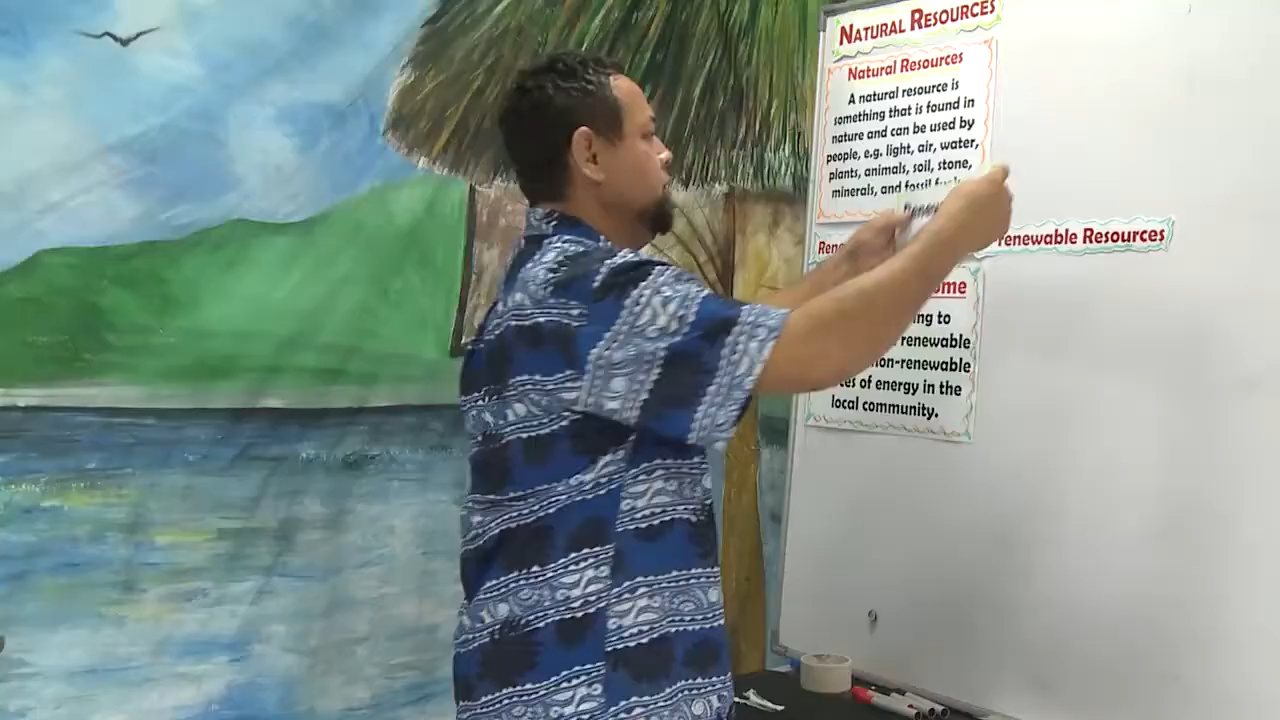 NATURAL RESOURCES
Natural Resources
A natural resource is
something that is found in
nature and can be used by
people, e.g. light, air, water,
plants, animals, soil, stone,
minerals, and fossil
renewable Resources
ing to
renewable
non-renewable
of energy in the
local community.